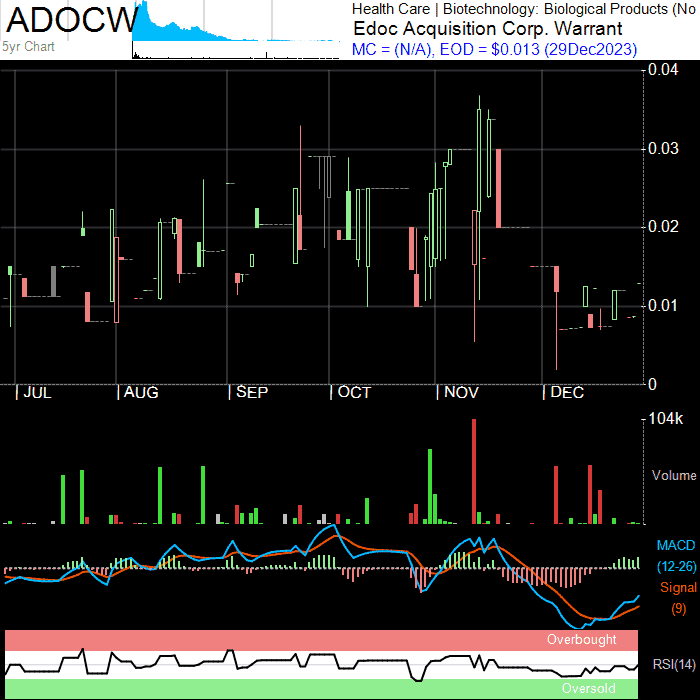 ADOCW
5yr Chart
Health Care | Biotechnology: Biological Products (No
Edoc Acquisition Corp. Warrant
MC = (N/A), EOD = $0.013 (29Dec2023)
0.04
0.03
0.02
0.01
0
| JUL | AUG | SEP | OCT | NOV | DEC
104k
Volume
MACD
(12-26)
Signal
(9)
Overbought
RSI(14)
Oversold